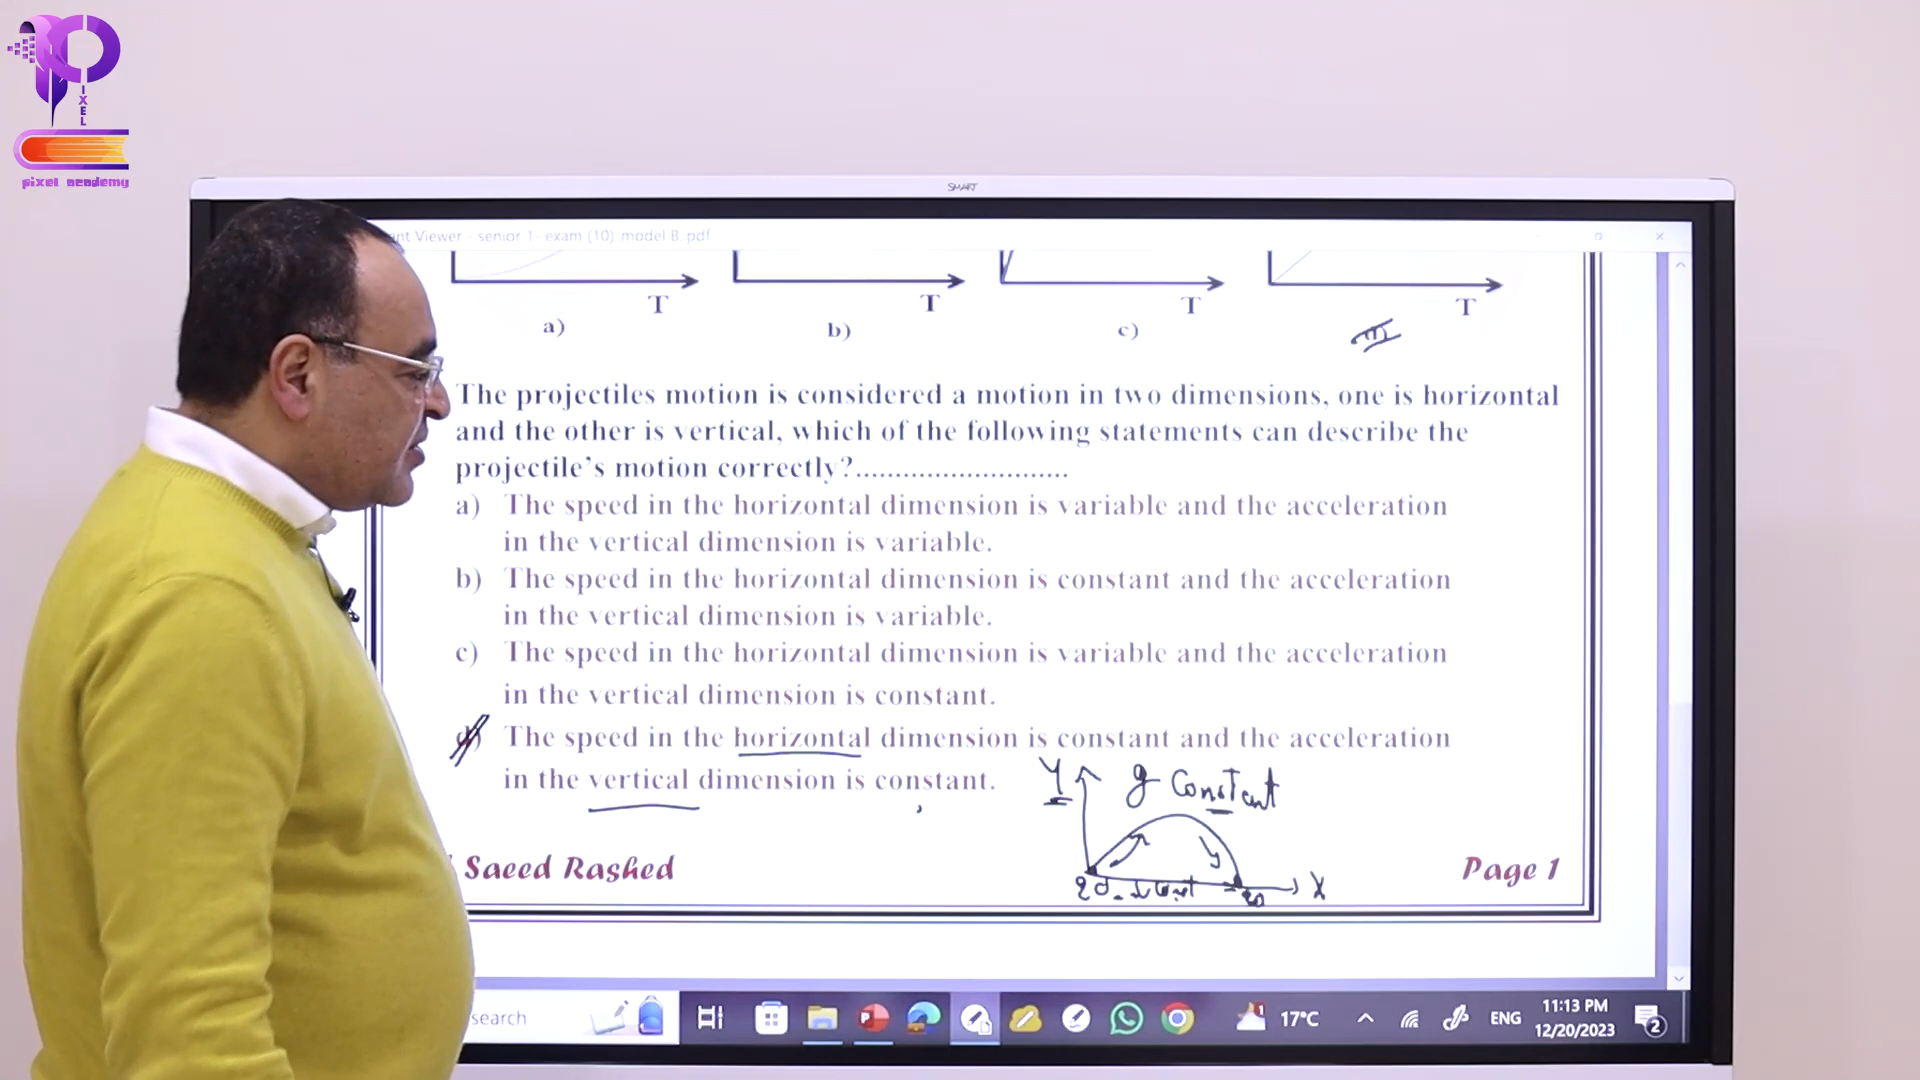 PIXEL
pixel academy
SMART
nt Viewer - senior 1- exam (10) model B. pdf
T
T
T
T
a)
b)
c)
The projectiles motion is considered a motion in two dimensions, one is horizontal
and the other is vertical, which of the following statements can describe the
projectile's motion correctly?...........................
a) The speed in the horizontal dimension is variable and the acceleration
in the vertical dimension is variable.
b) The speed in the horizontal dimension is constant and the acceleration
in the vertical dimension is variable.
c) The speed in the horizontal dimension is variable and the acceleration
in the vertical dimension is constant.
d) The speed in the horizontal dimension is constant and the acceleration
in the vertical dimension is constant.
y g Constant
X
Saeed Rashed
Page 1
search
17°C
ENG
11:13 PM
12/20/2023
2